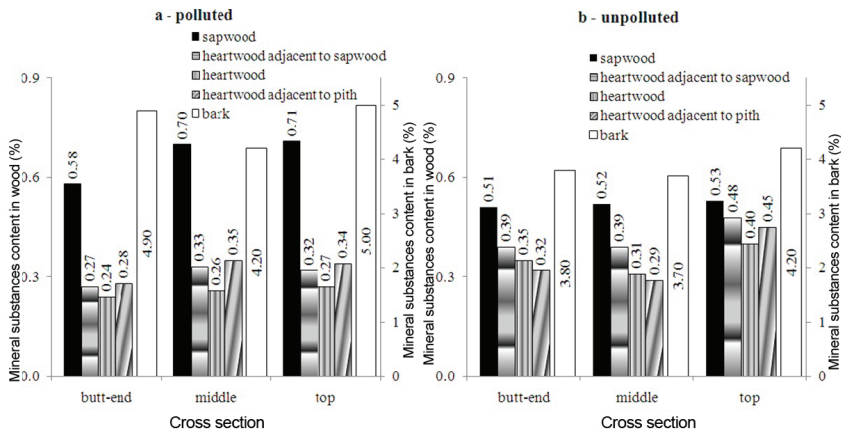 a - polluted
sapwood
heartwood adjacent to sapwood
heartwood
heartwood adjacent to pith
bark
Mineral substances content in wood (%)
0.9
0.6
0.3
0.0
0.58
0.27
0.24
0.28
4.90
0.70
0.33
0.26
0.35
4.20
0.71
0.32
0.27
0.34
5.00
5
4
3
2
1
0
Mineral substances content in bark (%)
butt-end middle top
Cross section
b - unpolluted
sapwood
heartwood adjacent to sapwood
heartwood
heartwood adjacent to pith
bark
Mineral substances content in wood (%)
0.9
0.6
0.3
0.0
0.51
0.39
0.35
0.32
3.80
0.52
0.39
0.31
0.29
3.70
0.53
0.48
0.40
0.45
4.20
5
4
3
2
1
0
Mineral substances content in bark (%)
butt-end middle top
Cross section